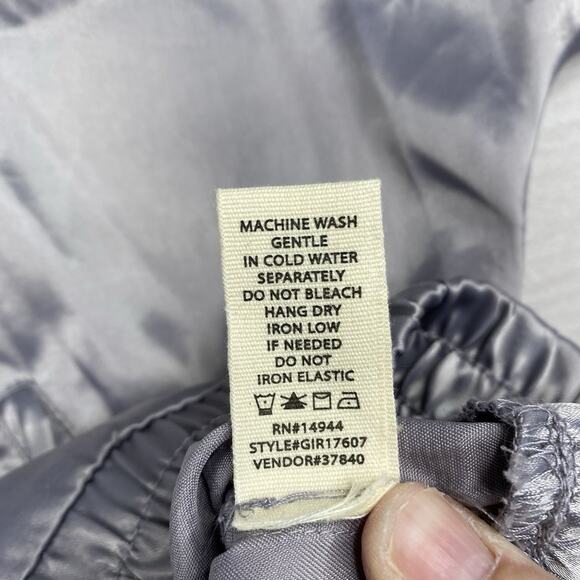 MACHINE WASH
GENTLE
IN COLD WATER
SEPARATELY
DO NOT BLEACH
HANG DRY
IRON LOW
IF NEEDED
DO NOT
IRON ELASTIC
RN#14944
STYLE#GIR17607
VENDOR#37840